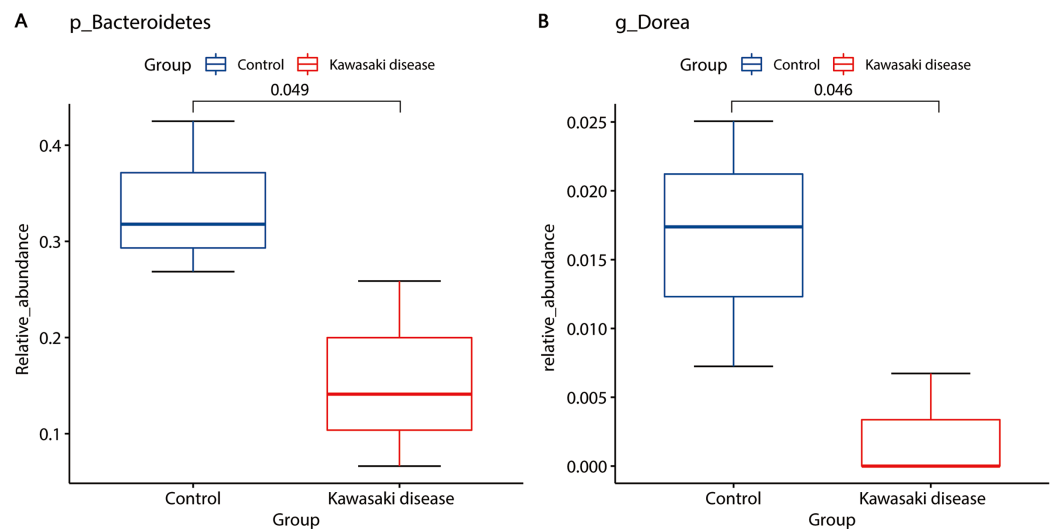 A
p_Bacteroidetes
Group Control Kawasaki disease
0.049
0.4
0.3
0.2
0.1
Relative_abundance
Control Kawasaki disease
Group
B
g_Dorea
Group Control Kawasaki disease
0.046
0.025
0.020
0.015
0.010
0.005
0.000
relative_abundance
Control Kawasaki disease
Group